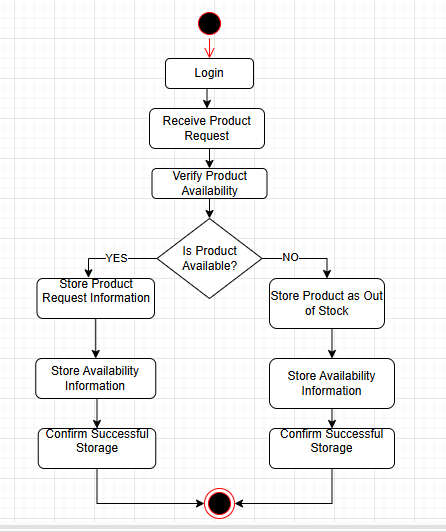 Login
Receive Product
Request
Verify Product
Availability
Is Product
Available?
YES
NO
Store Product
Request Information
Store Product as Out
of Stock
Store Availability
Information
Store Availability
Information
Confirm Successful
Storage
Confirm Successful
Storage